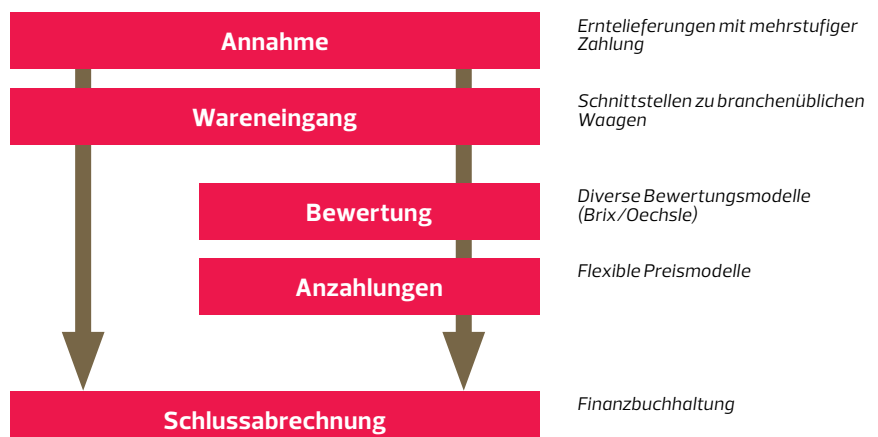 Annahme
Erntelieferungen mit mehrstufiger
Zahlung
Wareneingang
Schnittstellen zu branchenüblichen
Waagen
Bewertung
Diverse Bewertungsmodelle
(Brix/Oechsle)
Anzahlungen
Flexible Preismodelle
Schlussabrechnung
Finanzbuchhaltung